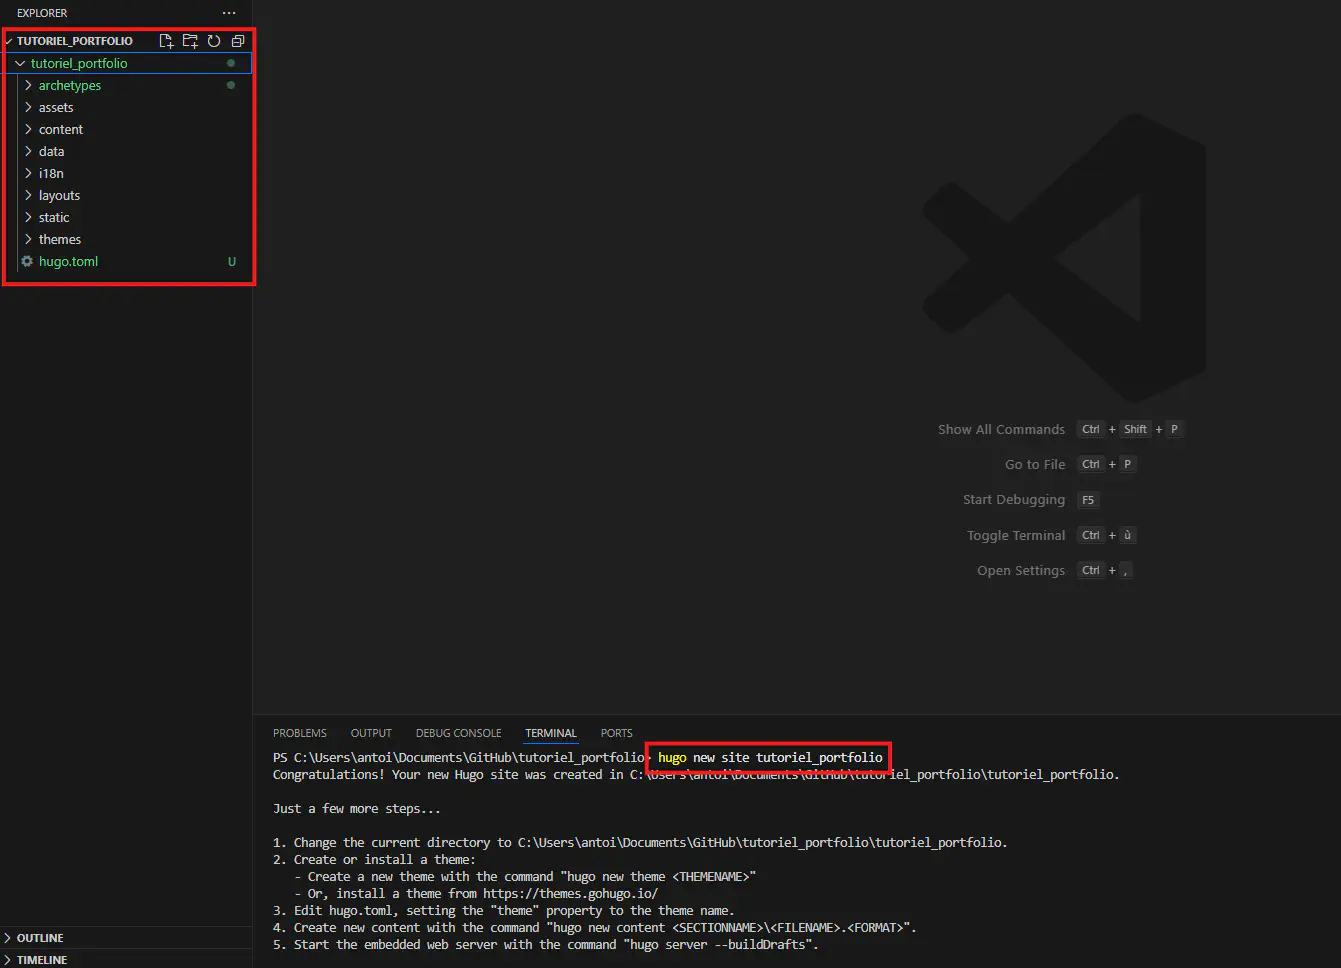 EXPLORER
TUTORIEL_PORTFOLIO
tutoriel_portfolio
archetypes
assets
content
data
i18n
layouts
static
themes
hugo.toml U
OUTLINE
TIMELINE
Show All Commands Ctrl + Shift + P
Go to File Ctrl + P
Start Debugging F5
Toggle Terminal Ctrl + ù
Open Settings Ctrl + ,
PROBLEMS OUTPUT DEBUG CONSOLE TERMINAL PORTS
PS C:\Users\antoi\Documents\GitHub\tutoriel_portfolio> hugo new site tutoriel_portfolio
Congratulations! Your new Hugo site was created in C:\Users\antoi\Documents\GitHub\tutoriel_portfolio\tutoriel_portfolio.
Just a few more steps...
1. Change the current directory to C:\Users\antoi\Documents\GitHub\tutoriel_portfolio\tutoriel_portfolio.
2. Create or install a theme:
- Create a new theme with the command "hugo new theme <THEMENAME>"
- Or, install a theme from https://themes.gohugo.io/
3. Edit hugo.toml, setting the "theme" property to the theme name.
4. Create new content with the command "hugo new content <SECTIONNAME>\<FILENAME>.<FORMAT>".
5. Start the embedded web server with the command "hugo server --buildDrafts".